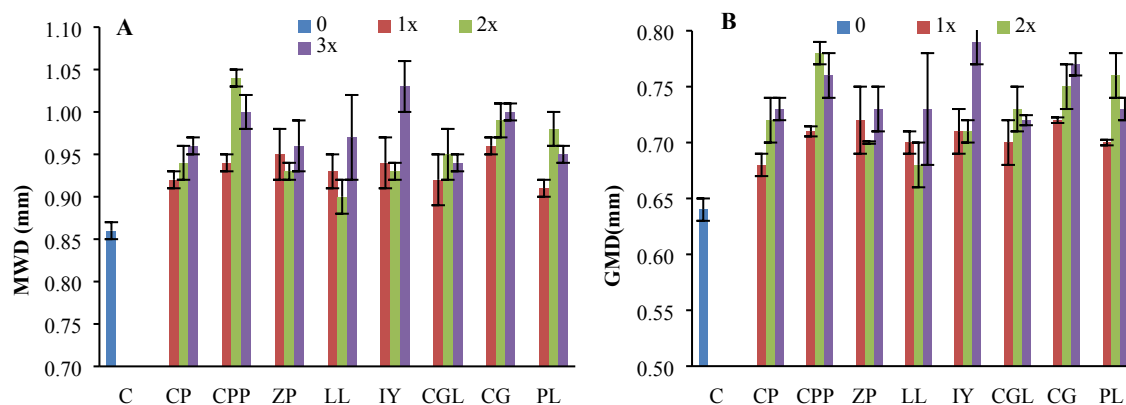 A
0 1x 2x
3x
MWD (mm)
1.10
1.05
1.00
0.95
0.90
0.85
0.80
0.75
0.70
C CP CPP ZP LL IY CGL CG PL
B
0 1x 2x
GMD(mm)
0.80
0.75
0.70
0.65
0.60
0.55
0.50
C CP CPP ZP LL IY CGL CG PL